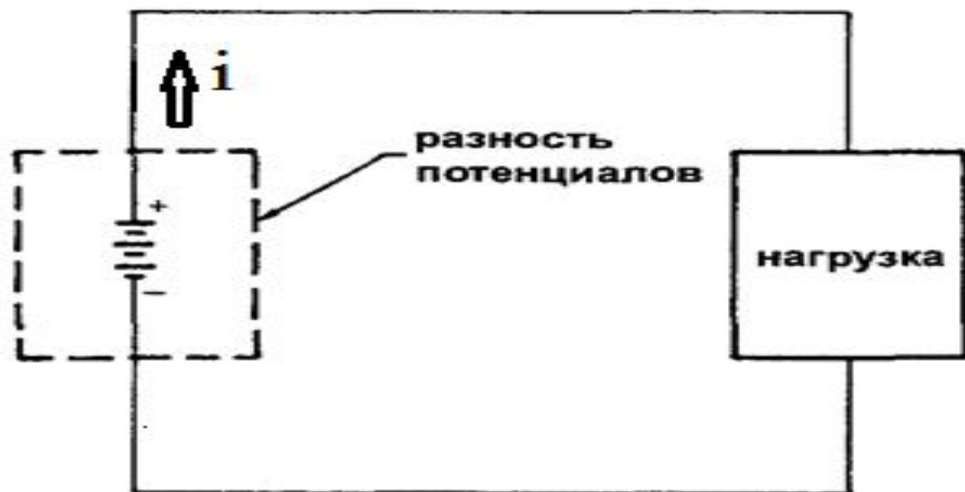 i
разность
потенциалов
+
нагрузка
−